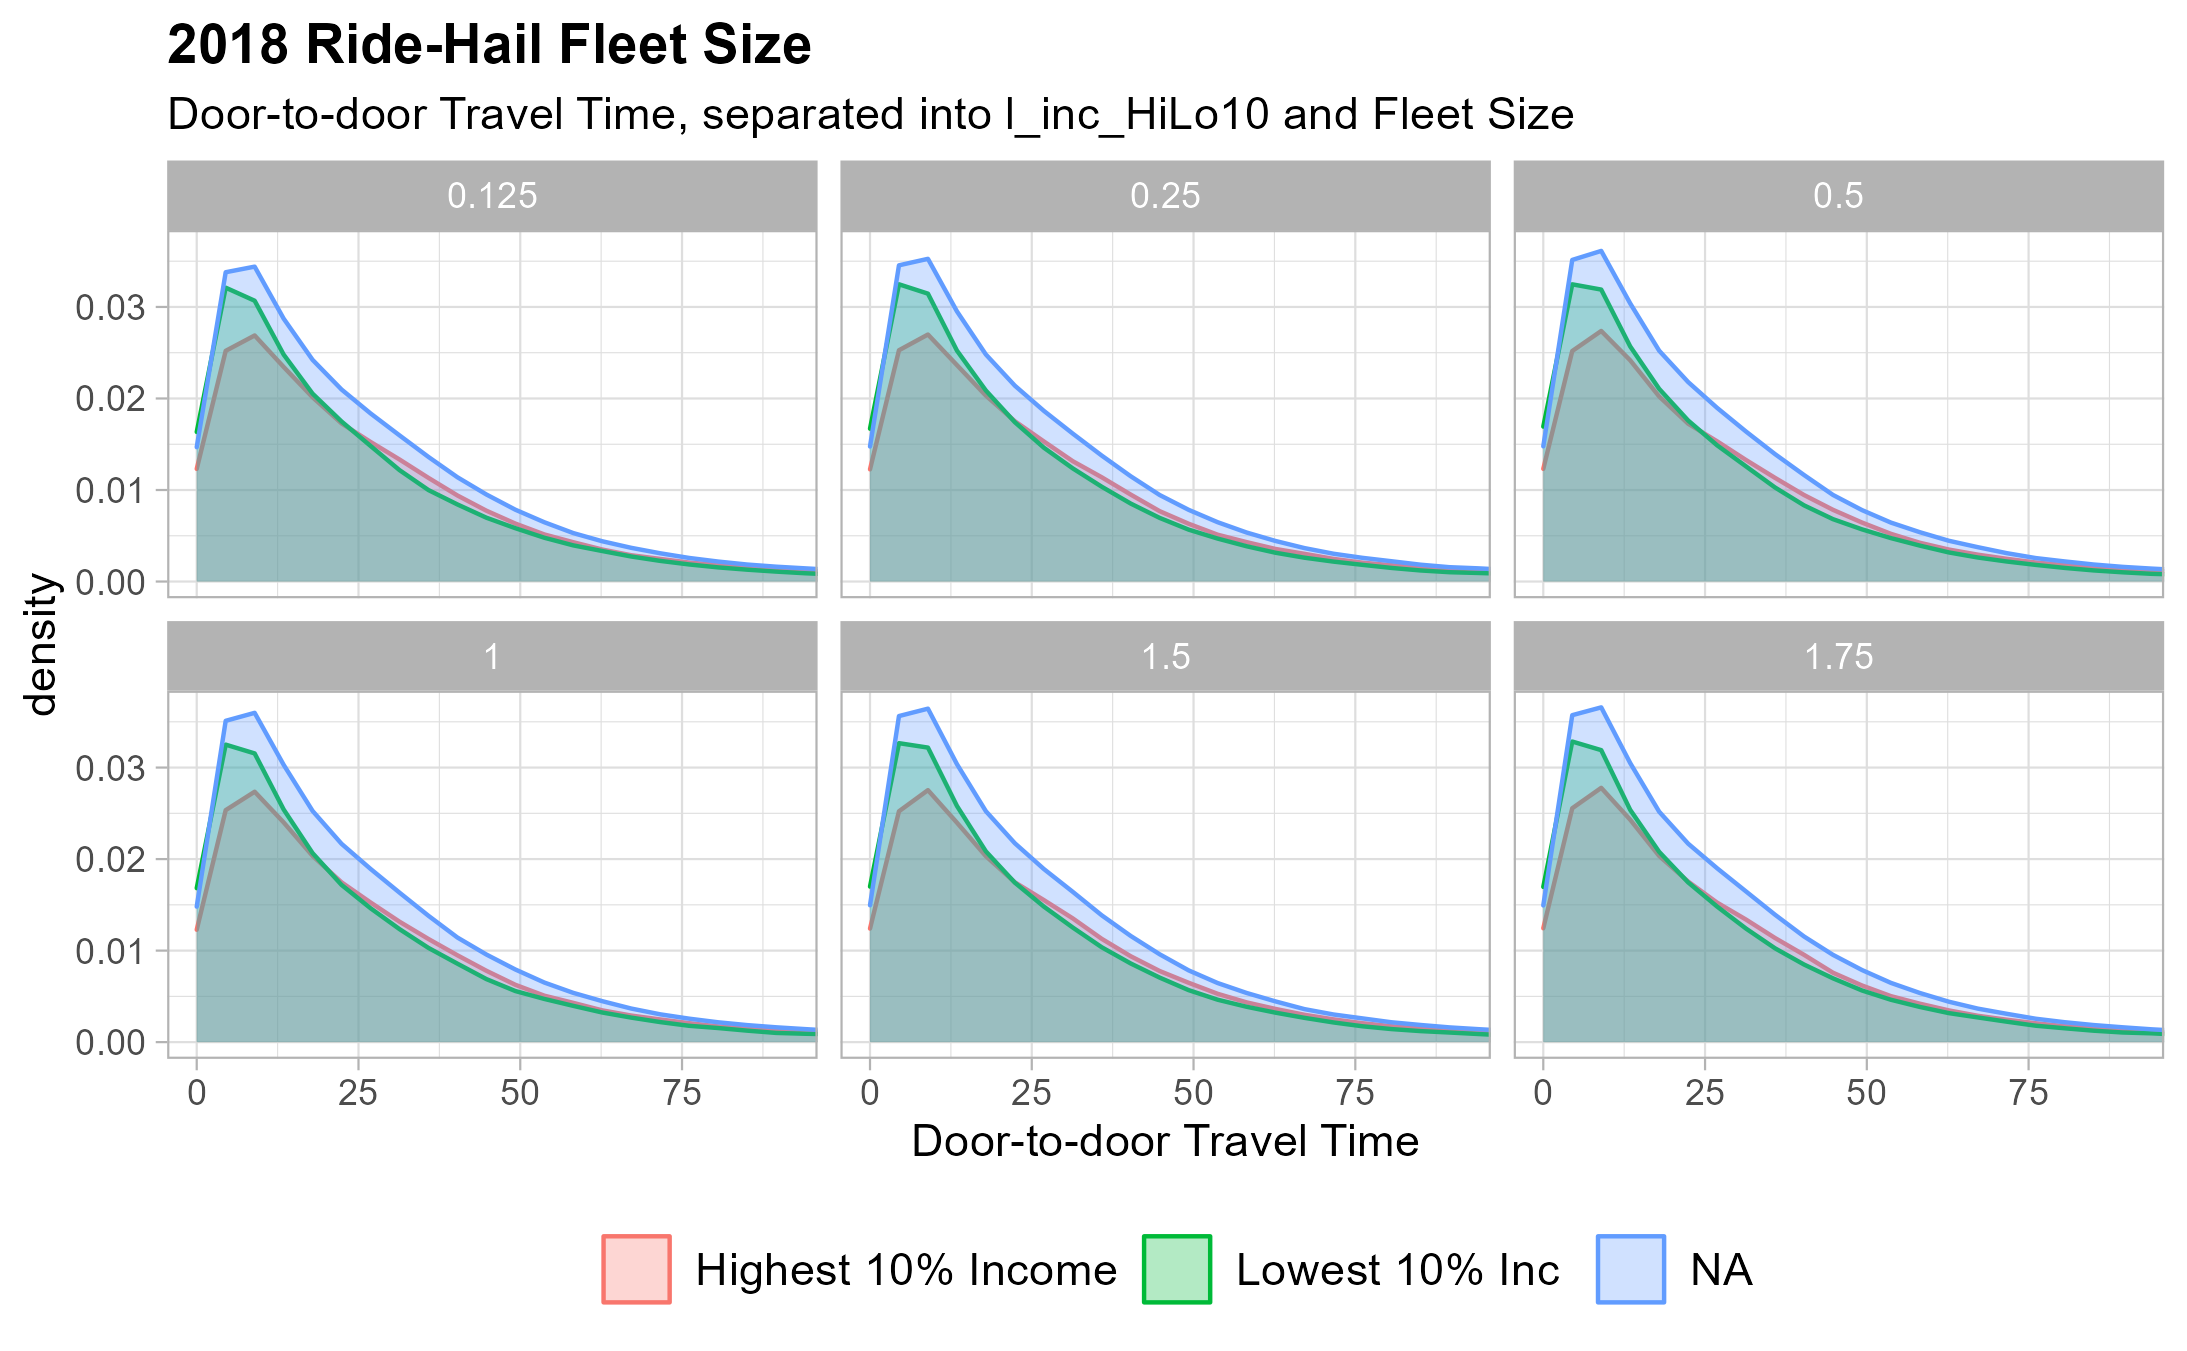 2018 Ride-Hail Fleet Size
Door-to-door Travel Time, separated into l_inc_HiLo10 and Fleet Size
0.125 0.25 0.5
0.03
0.02
0.01
0.00
density
1 1.5 1.75
0.03
0.02
0.01
0.00
0 25 50 75 0 25 50 75 0 25 50 75
Door-to-door Travel Time
Highest 10% Income Lowest 10% Inc NA